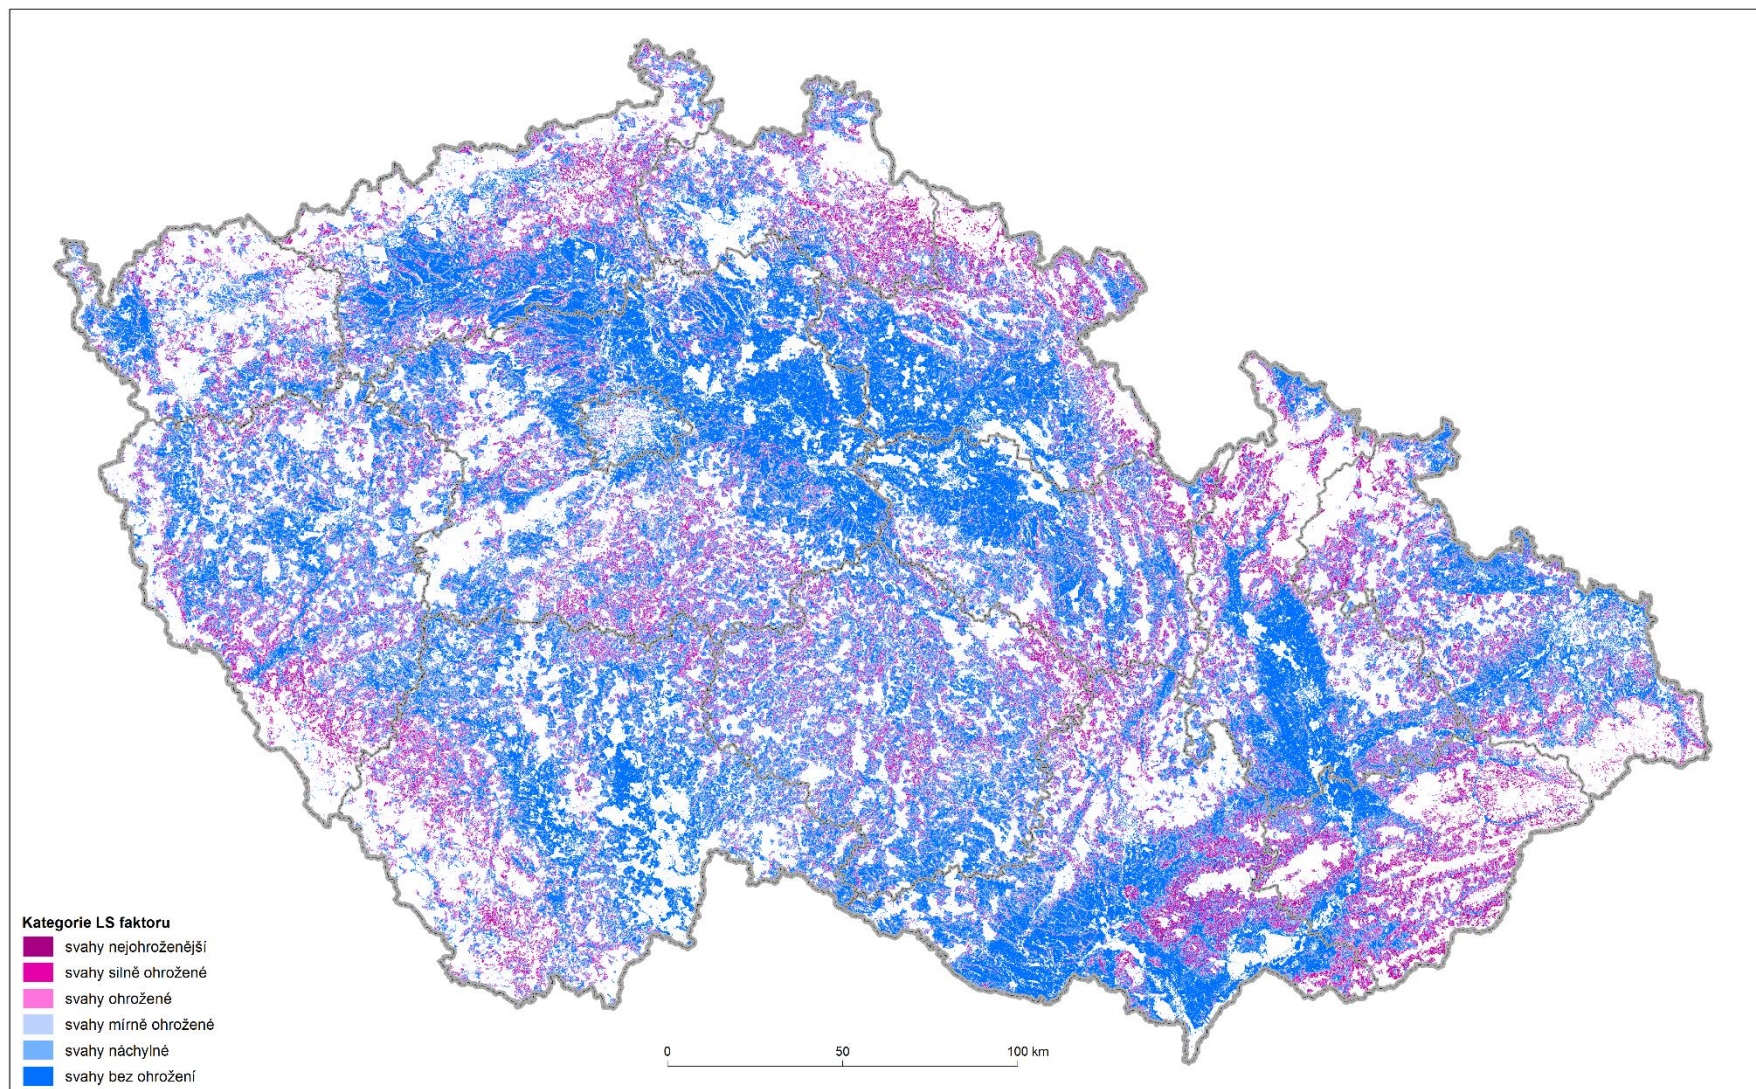 Kategorie LS faktoru
svahy nejohroženější
svahy silně ohrožené
svahy ohrožené
svahy mírně ohrožené
svahy náchylné
svahy bez ohrožení
0 50 100 km